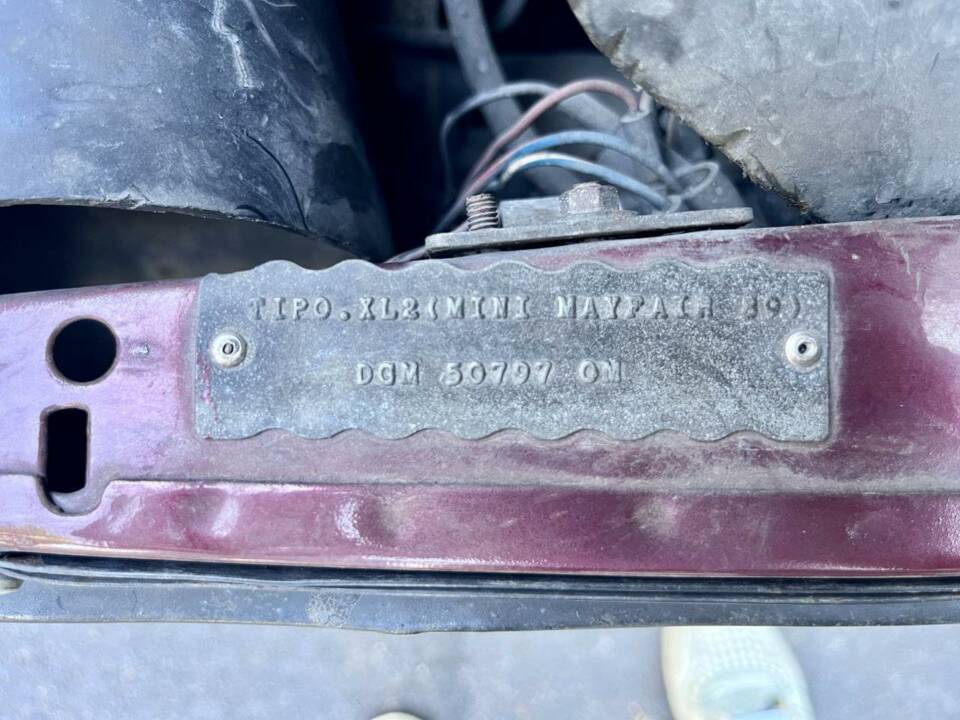 TIPO.XL2(MINI MAYFAIR 89)
DGM 50797 OM